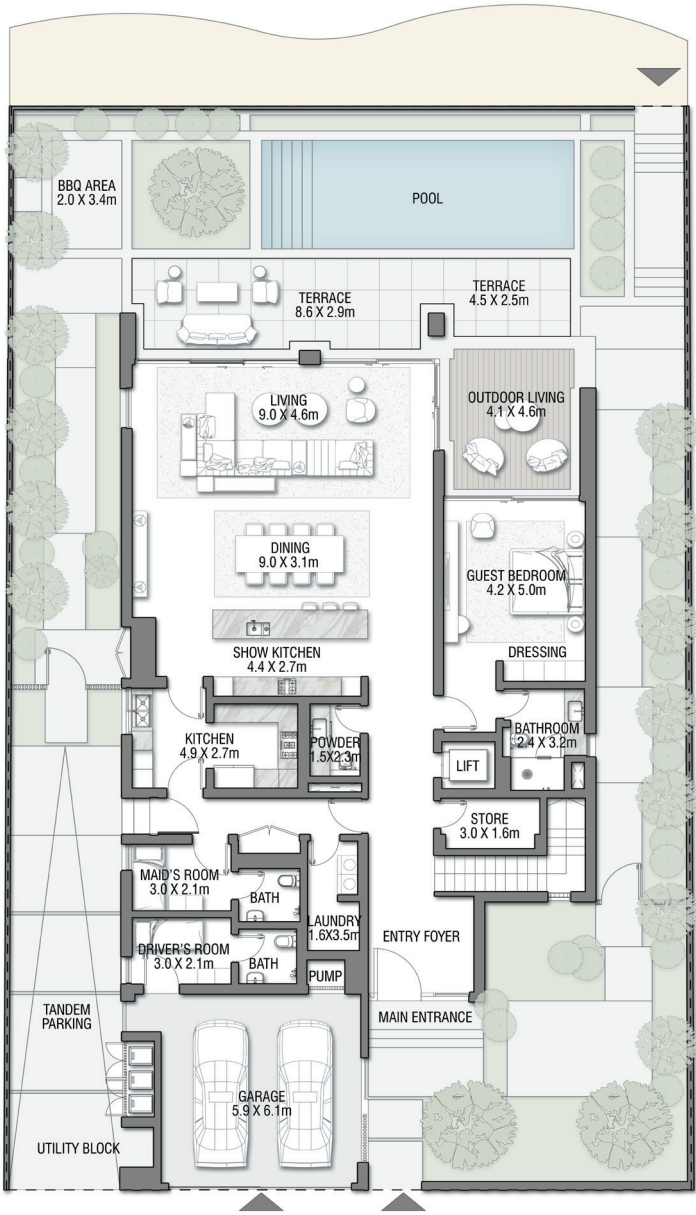 BBQ AREA
2.0 X 3.4m
POOL
TERRACE
8.6 X 2.9m
TERRACE
4.5 X 2.5m
LIVING
9.0 X 4.6m
OUTDOOR LIVING
4.1 X 4.6m
DINING
9.0 X 3.1m
GUEST BEDROOM
4.2 X 5.0m
SHOW KITCHEN
4.4 X 2.7m
DRESSING
KITCHEN
4.9 X 2.7m
POWDER
1.5X2.3m
BATHROOM
2.4 X 3.2m
LIFT
STORE
3.0 X 1.6m
MAID'S ROOM
3.0 X 2.1m
BATH
LAUNDRY
1.6X3.5m
ENTRY FOYER
DRIVER'S ROOM
3.0 X 2.1m
BATH
PUMP
TANDEM
PARKING
MAIN ENTRANCE
GARAGE
5.9 X 6.1m
UTILITY BLOCK